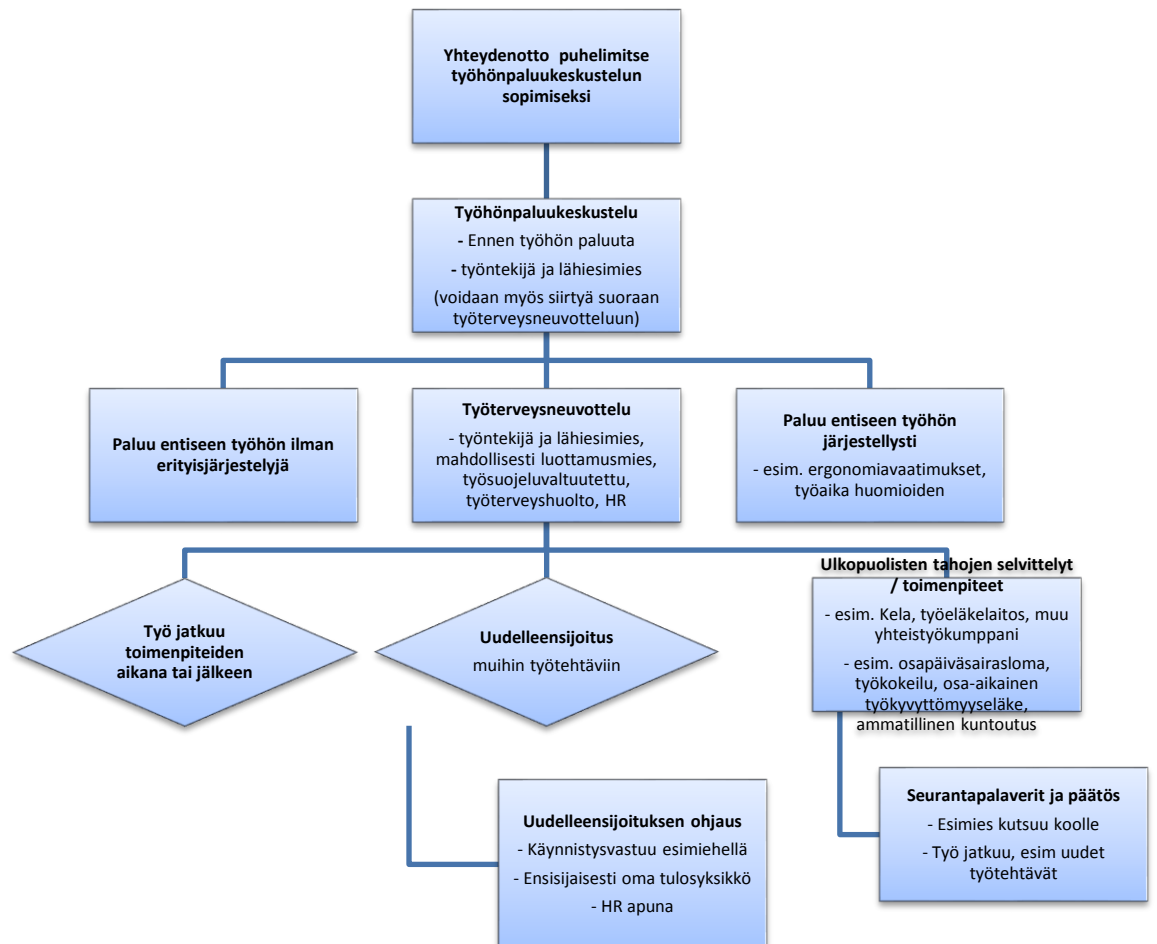 Yhteydenotto puhelimitse
työhönpaluukeskustelun
sopimiseksi
Työhönpaluukeskustelu
- Ennen työhön paluuta
- työntekijä ja lähiesimies
(voidaan myös siirtyä suoraan
työterveysneuvotteluun)
Paluu entiseen työhön ilman
erityisjärjestelyjä
Työterveysneuvottelu
- työntekijä ja lähiesimies,
mahdollisesti luottamusmies,
työsuojeluvaltuutettu,
työterveyshuolto, HR
Paluu entiseen työhön
järjestellysti
- esim. ergonomiavaatimukset,
työaika huomioiden
Työ jatkuu
toimenpiteiden
aikana tai jälkeen
Uudelleensijoitus
muihin työtehtäviin
Ulkopuolisten tahojen selvittelyt
/ toimenpiteet
- esim. Kela, työeläkelaitos, muu
yhteistyökumppani
- esim. osapäiväsairasloma,
työkokeilu, osa-aikainen
työkyvyttömyyseläke,
ammatillinen kuntoutus
Uudelleensijoituksen ohjaus
- Käynnistysvastuu esimiehellä
- Ensisijaisesti oma tulosyksikkö
- HR apuna
Seurantapalaverit ja päätös
- Esimies kutsuu koolle
- Työ jatkuu, esim uudet
työtehtävät